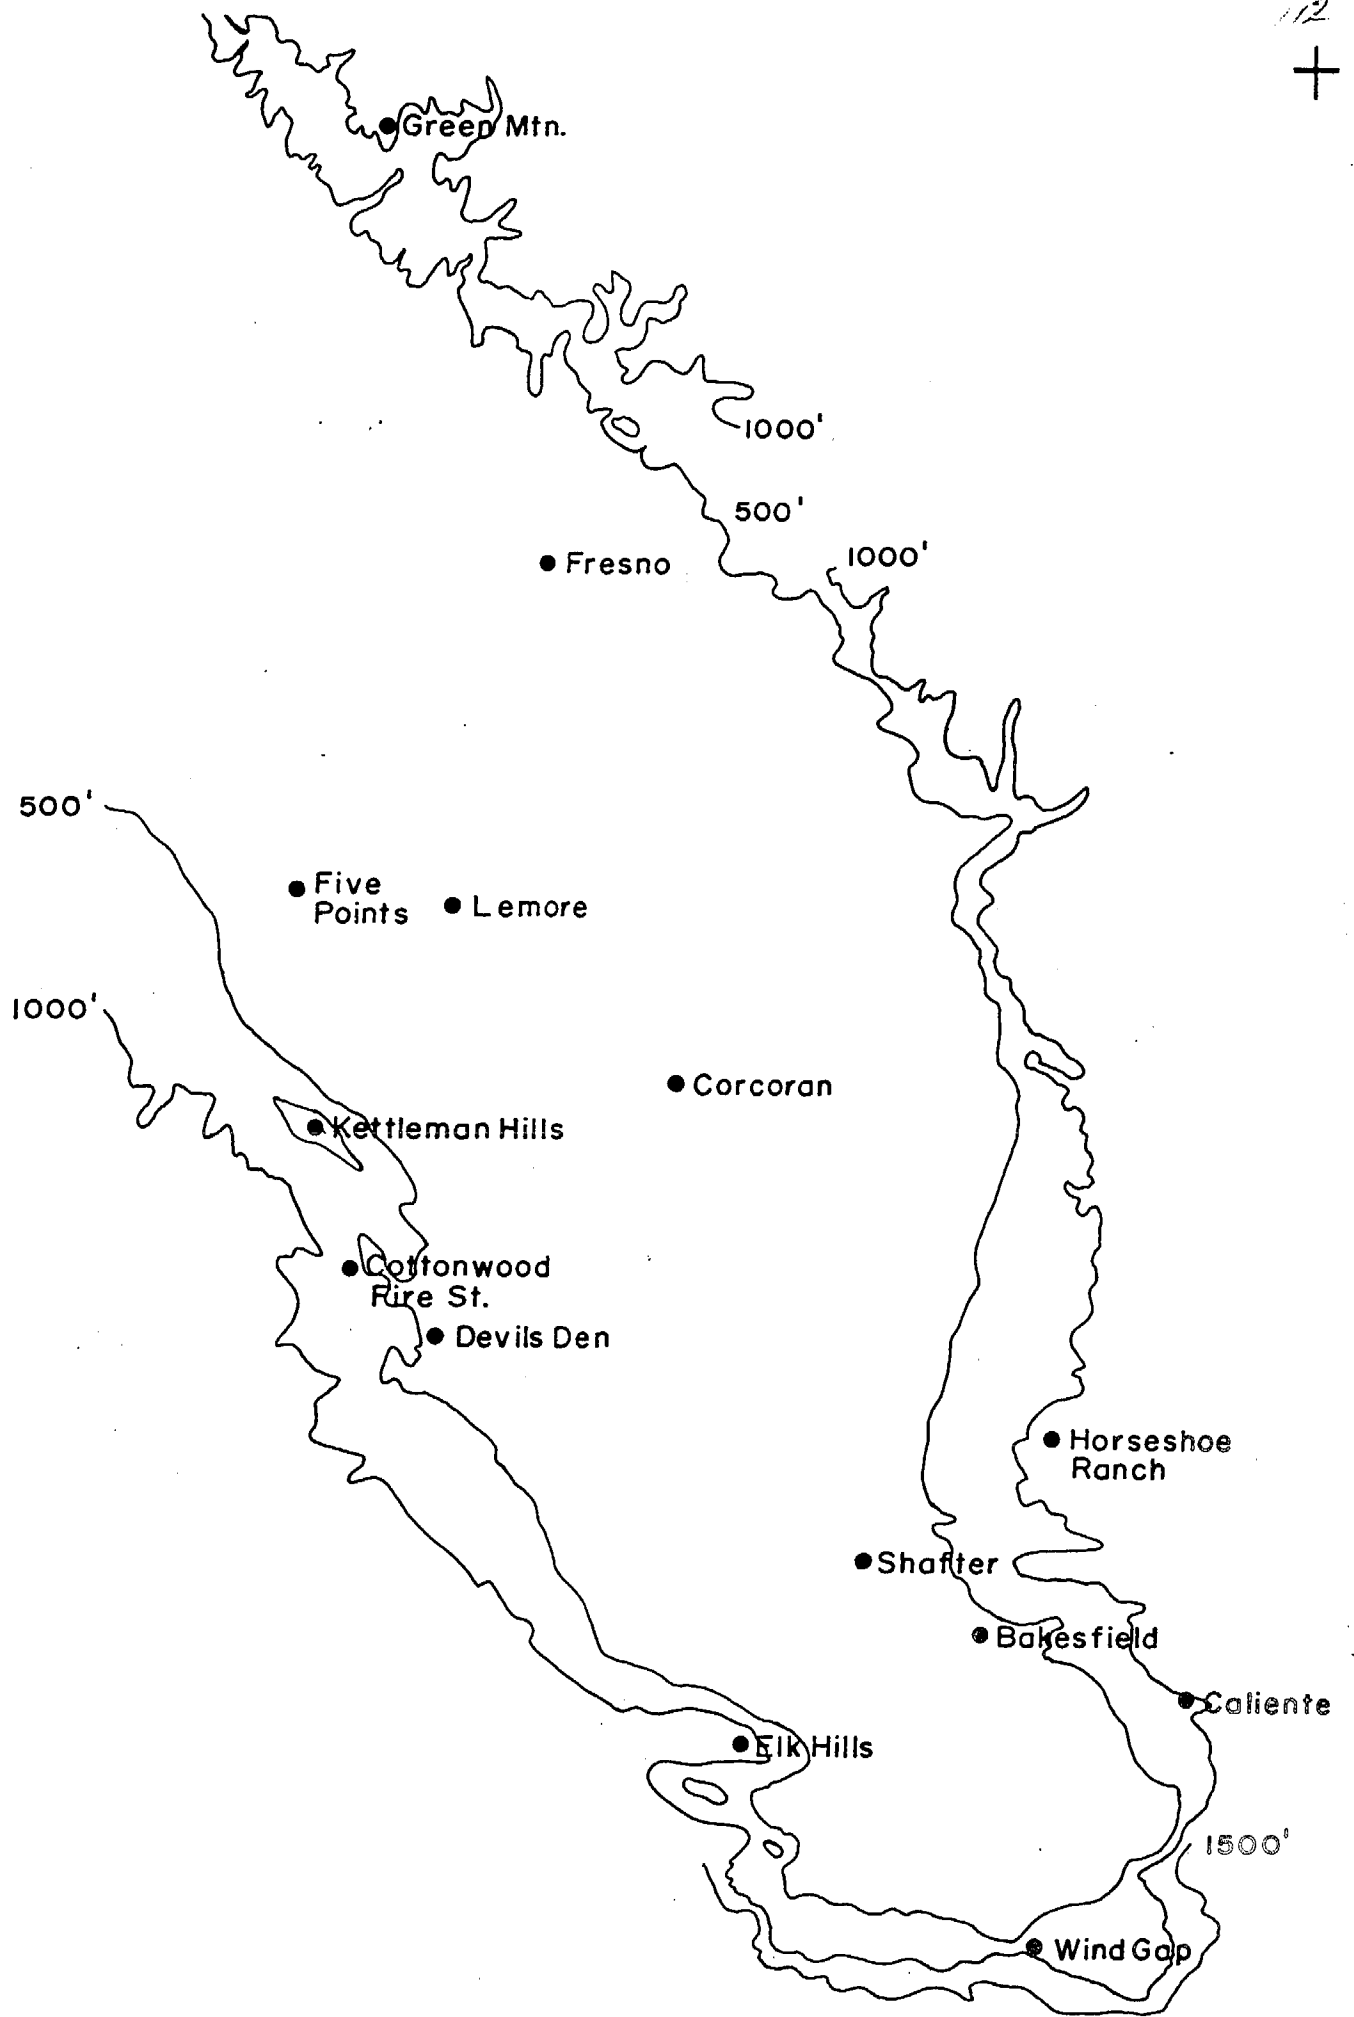 112
Green Mtn.
1000'
500'
1000'
Fresno
500'
Five
Points
Lemore
1000'
Corcoran
Kettleman Hills
Cottonwood
Fire St.
Devils Den
Horseshoe
Ranch
Shafter
Bakesfield
Caliente
Elk Hills
1500'
Wind Gap